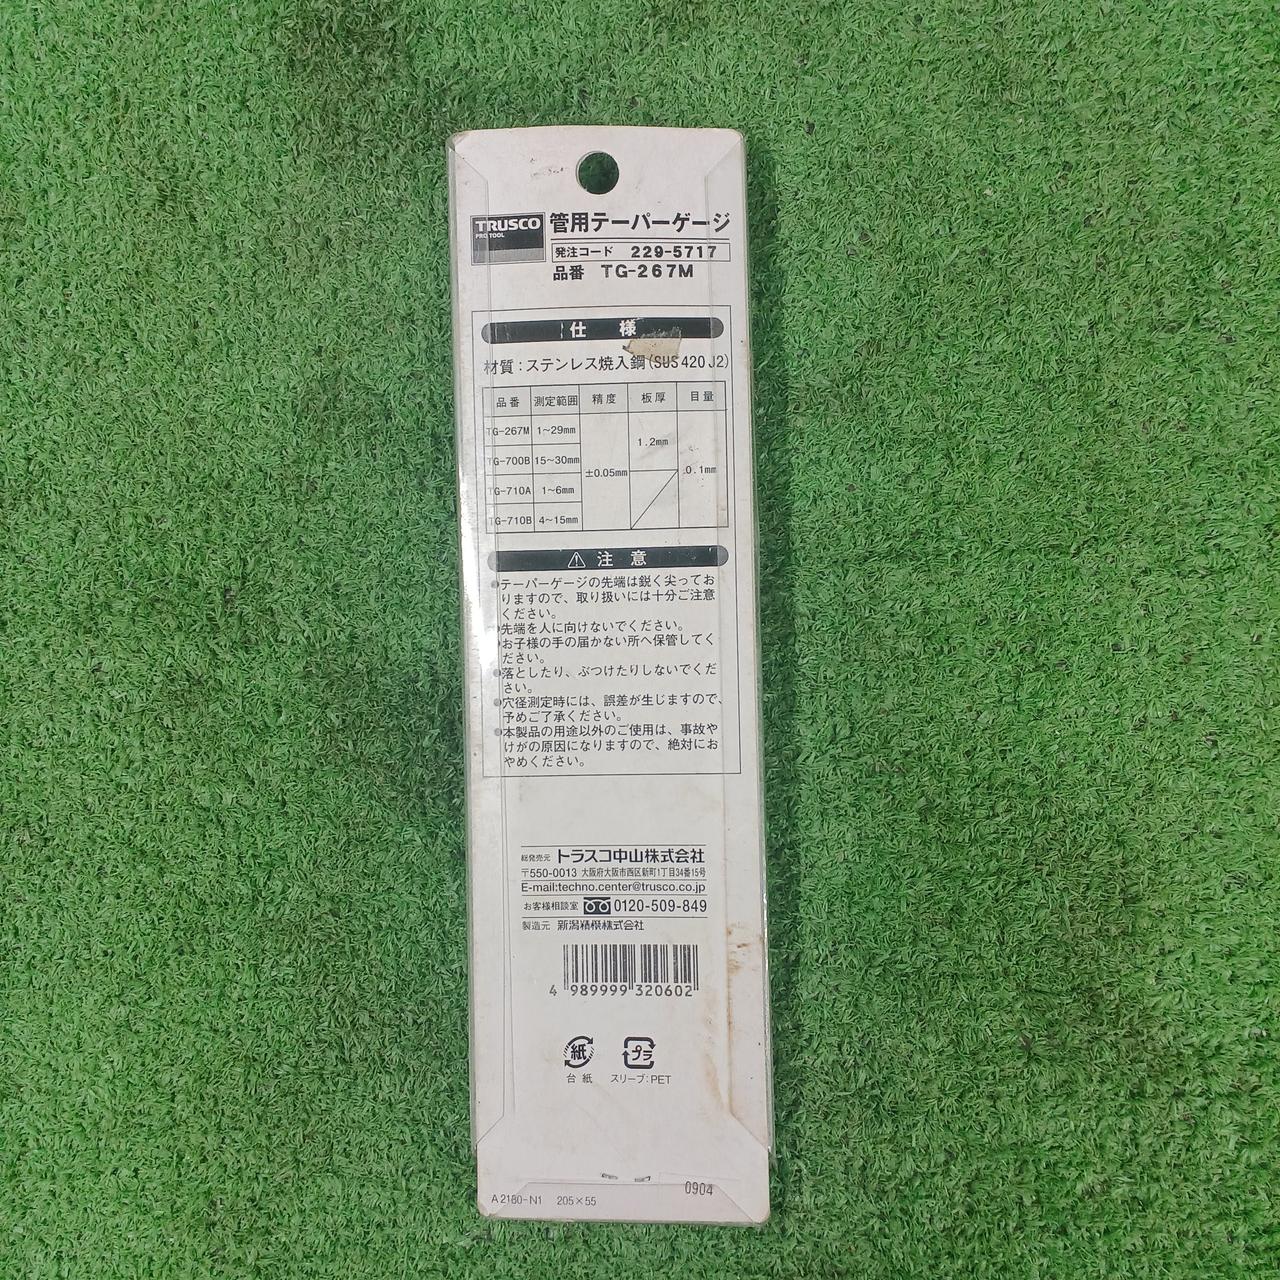 TRUSCO
PRO TOOL
管用テーパーゲージ
発注コード 229-5717
品番 TG-267M
仕 様
材質:ステンレス焼入鋼(SUS420J2)
品番 測定範囲 精度 板厚 目量
TG-267M 1~29mm
1.2mm
TG-700B 15~30mm
±0.05mm
0.1mm
TG-710A 1~6mm
TG-710B 4~15mm
⚠ 注 意
●テーパーゲージの先端は鋭く尖ってお
りますので、取り扱いには十分ご注意
ください。
●先端を人に向けないでください。
●お子様の手の届かない所へ保管してく
ださい。
●落としたり、ぶつけたりしないでくだ
さい。
●穴径測定時には、誤差が生じますので、
予めご了承ください。
●本製品の用途以外のご使用は、事故や
けがの原因になりますので、絶対にお
やめください。
総発売元 トラスコ中山株式会社
〒550-0013 大阪府大阪市西区新町1丁目34番15号
E-mail:techno.center@trusco.co.jp
お客様相談室 0120-509-849
製造元 新潟精機株式会社
4 989999 320602
紙 プラ
台紙 スリーブ:PET
A2180-N1 205×55
0904